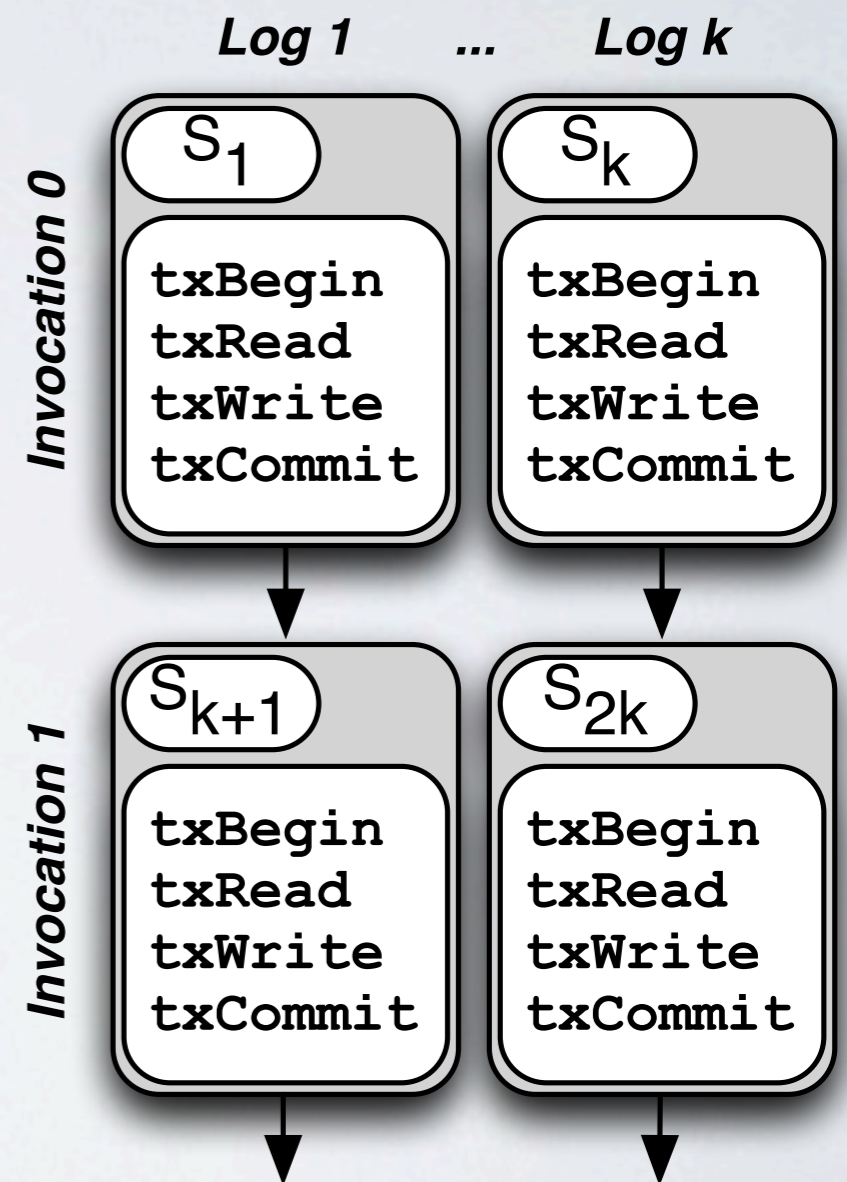 Log 1 ... Log k
Invocation 0
S1
txBegin
txRead
txWrite
txCommit
Sk
txBegin
txRead
txWrite
txCommit
Invocation 1
Sk+1
txBegin
txRead
txWrite
txCommit
S2k
txBegin
txRead
txWrite
txCommit